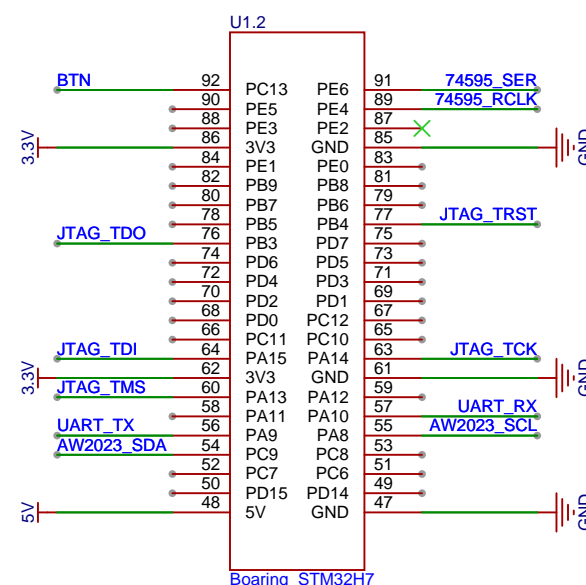 U1.2
BTN 92 PC13 PE6 91 74595_SER
90 PE5 PE4 89 74595_RCLK
88 PE3 PE2 87
3.3V 86 3V3 GND 85 GND
84 PE1 PE0 83
82 PB9 PB8 81
80 PB7 PB6 79
78 PB5 PB4 77 JTAG_TRST
JTAG_TDO 76 PB3 PD7 75
74 PD6 PD5 73
72 PD4 PD3 71
70 PD2 PD1 69
68 PD0 PC12 67
66 PC11 PC10 65
JTAG_TDI 64 PA15 PA14 63 JTAG_TCK
3.3V 62 3V3 GND 61 GND
JTAG_TMS 60 PA13 PA12 59
58 PA11 PA10 57 UART_RX
UART_TX 56 PA9 PA8 55 AW2023_SCL
AW2023_SDA 54 PC9 PC8 53
52 PC7 PC6 51
50 PD15 PD14 49
5V 48 5V GND 47 GND
Boaring_STM32H7